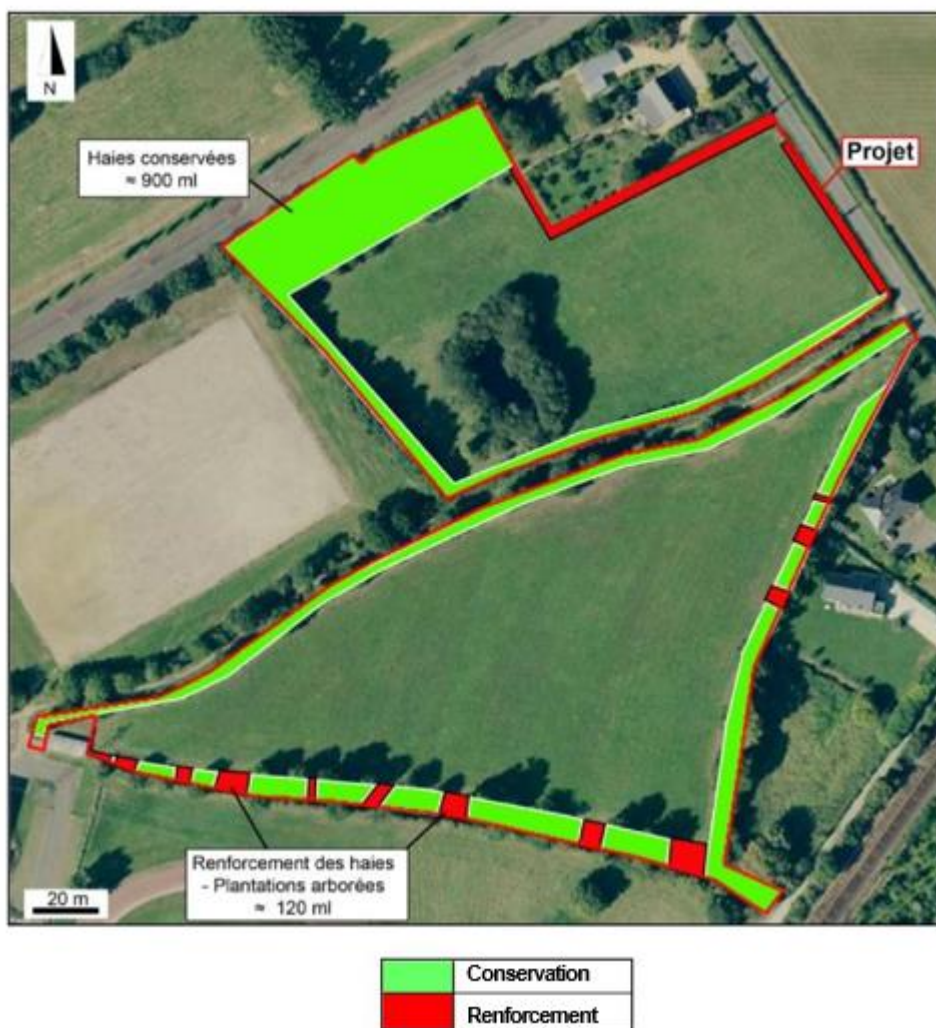 N
Haies conservées
≈ 900 ml
Projet
Renforcement des haies
- Plantations arborées
≈ 120 ml
20 m
Conservation
Renforcement